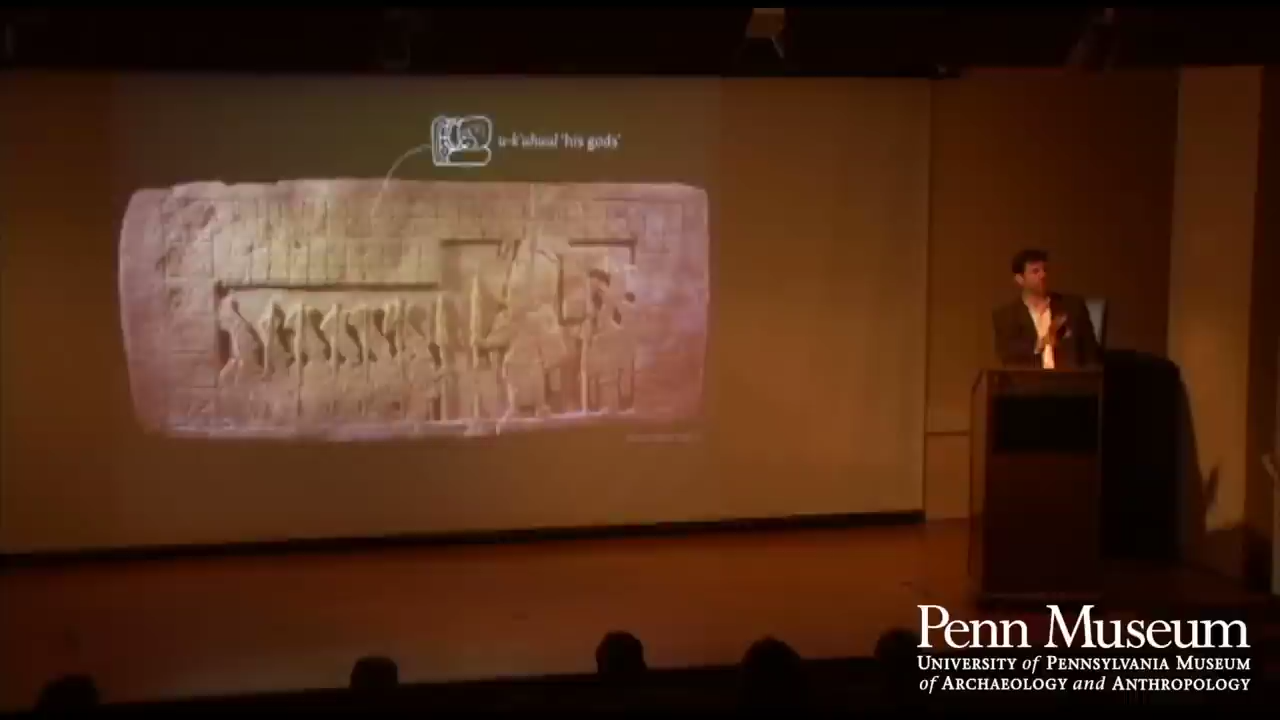 u-k'uhuul 'his gods'
Penn Museum
UNIVERSITY of PENNSYLVANIA MUSEUM
of ARCHAEOLOGY and ANTHROPOLOGY